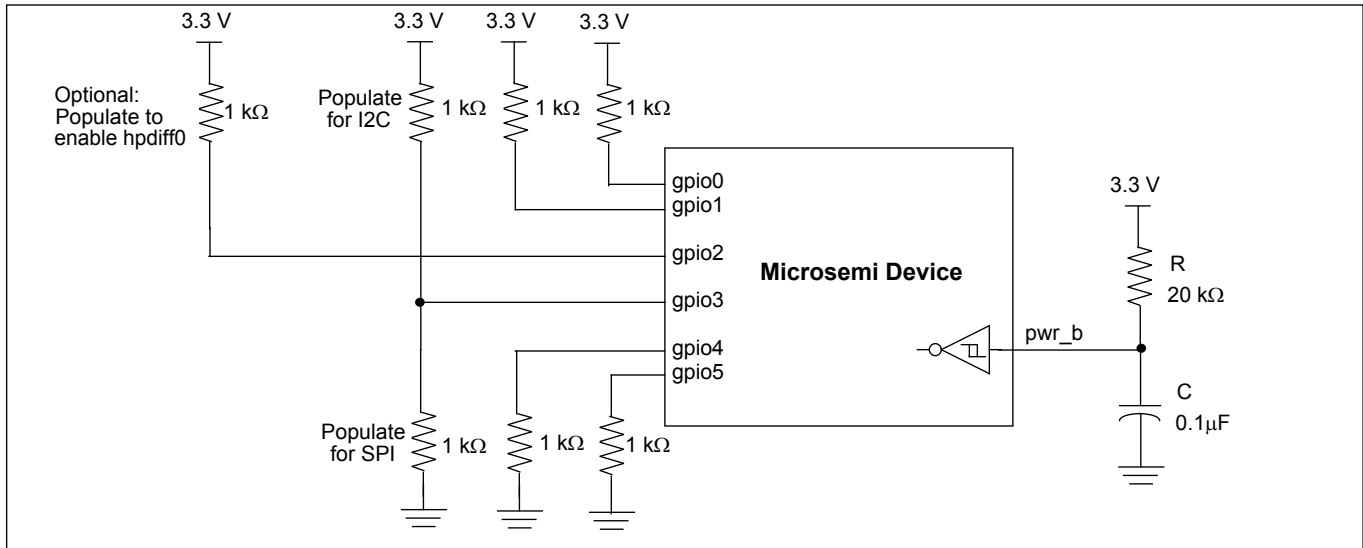 3.3 V
3.3 V
3.3 V
3.3 V
Optional:
Populate to
enable hpdiff0
1 kΩ
Populate
for I2C
1 kΩ
1 kΩ
1 kΩ
gpio0
gpio1
gpio2
gpio3
gpio4
gpio5
Microsemi Device
pwr_b
3.3 V
R
20 kΩ
C
0.1µF
Populate
for SPI
1 kΩ
1 kΩ
1 kΩ